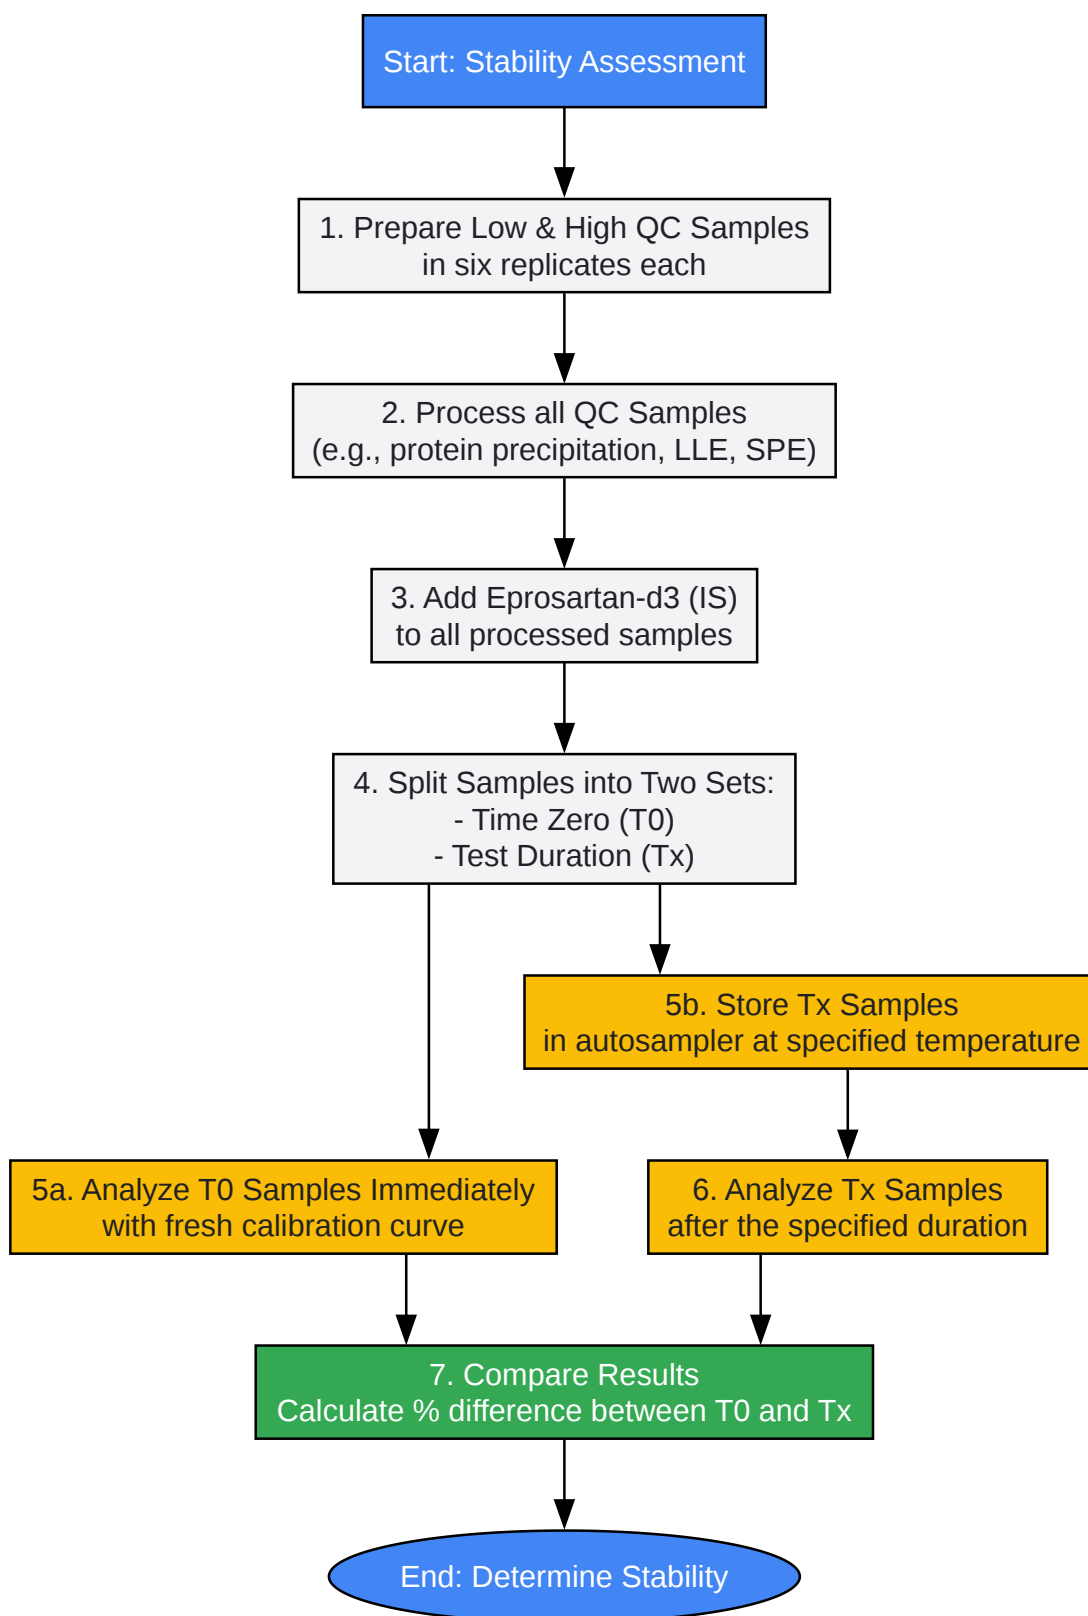 Start: Stability Assessment
1. Prepare Low & High QC Samples
in six replicates each
2. Process all QC Samples
(e.g., protein precipitation, LLE, SPE)
3. Add Eprosartan-d3 (IS)
to all processed samples
4. Split Samples into Two Sets:
- Time Zero (T0)
- Test Duration (Tx)
5b. Store Tx Samples
in autosampler at specified temperature
5a. Analyze T0 Samples Immediately
with fresh calibration curve
6. Analyze Tx Samples
after the specified duration
7. Compare Results
Calculate % difference between T0 and Tx
End: Determine Stability